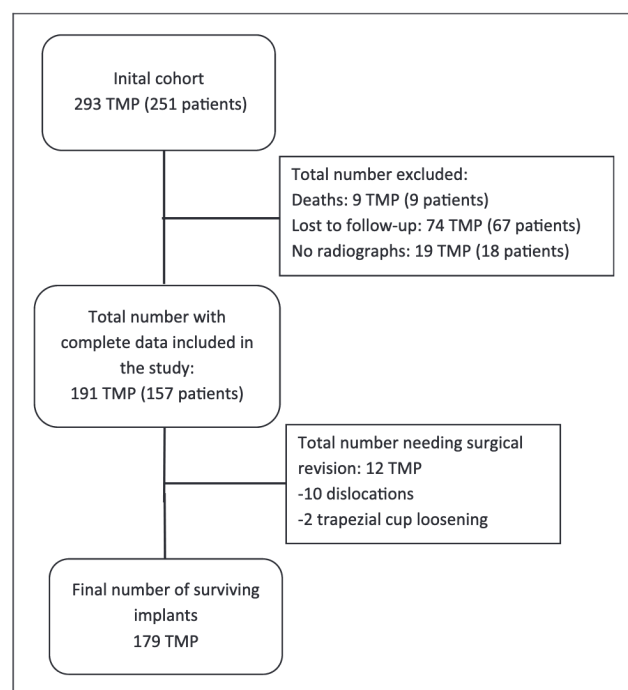 Inital cohort
293 TMP (251 patients)
Total number excluded:
Deaths: 9 TMP (9 patients)
Lost to follow-up: 74 TMP (67 patients)
No radiographs: 19 TMP (18 patients)
Total number with
complete data included in
the study:
191 TMP (157 patients)
Total number needing surgical
revision: 12 TMP
-10 dislocations
-2 trapezial cup loosening
Final number of surviving
implants
179 TMP